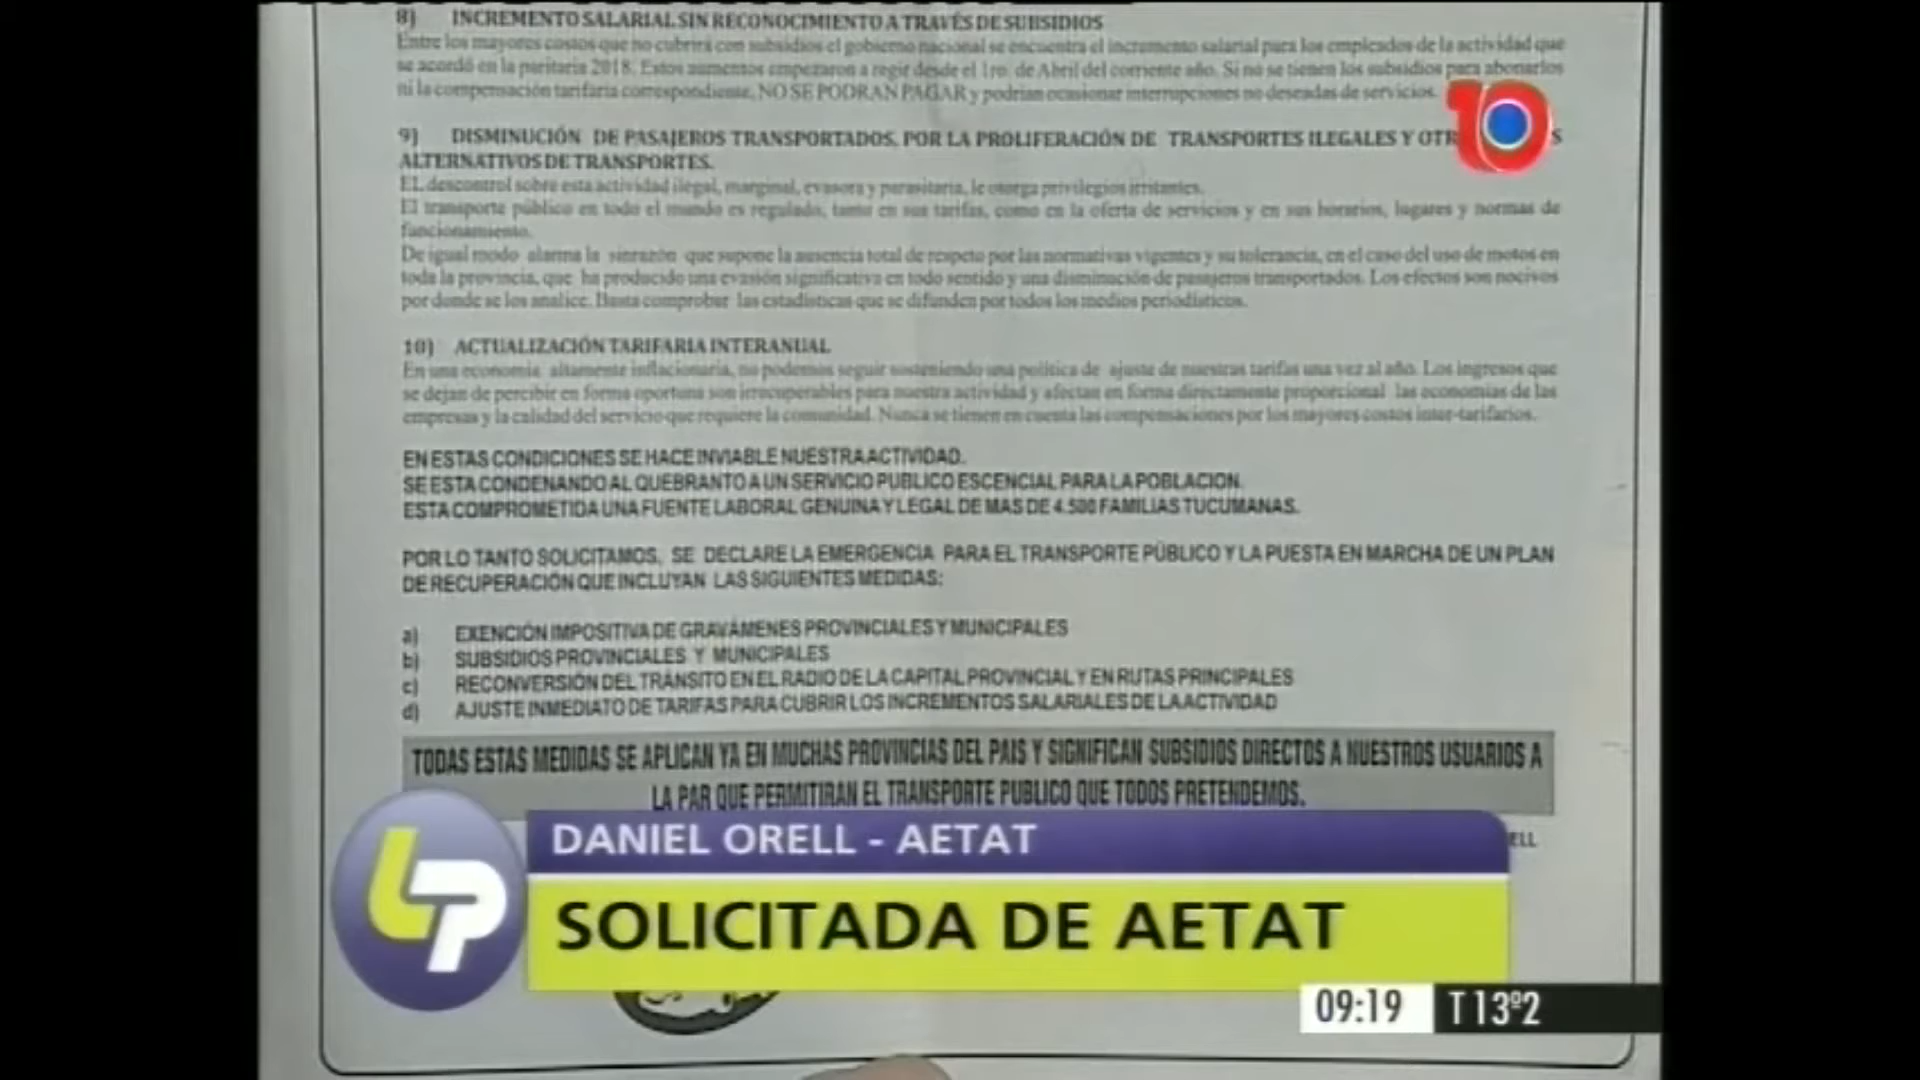 8) INCREMENTO SALARIAL SIN RECONOCIMIENTO A TRAVÉS DE SUBSIDIOS
Entre los mayores costos que no cubrirá con subsidios el gobierno nacional se encuentra el incremento salarial para los empleados de la actividad que
se acordó en la paritaria 2018. Estos aumentos empezaron a regir desde el 1ro. de Abril del corriente año. Si no se tienen los subsidios para abonarlos
ni la compensación tarifaria correspondiente, NO SE PODRAN PAGAR y podrían ocasionar interrupciones no deseadas de servicios.
10
9) DISMINUCIÓN DE PASAJEROS TRANSPORTADOS, POR LA PROLIFERACIÓN DE TRANSPORTES ILEGALES Y OTR S
ALTERNATIVOS DE TRANSPORTES.
EL descontrol sobre esta actividad ilegal, marginal, evasora y parasitaria, le otorga privilegios irritantes.
El transporte público en todo el mundo es regulado, tanto en sus tarifas, como en la oferta de servicios y en sus horarios, lugares y normas de
funcionamiento.
De igual modo alarma la sinrazón que supone la ausencia total de respeto por las normativas vigentes y su tolerancia, en el caso del uso de motos en
toda la provincia, que ha producido una evasión significativa en todo sentido y una disminución de pasajeros transportados. Los efectos son nocivos
por donde se los analice. Basta comprobar las estadísticas que se difunden por todos los medios periodísticos.
10) ACTUALIZACIÓN TARIFARIA INTERANUAL
En una economía altamente inflacionaria, no podemos seguir sosteniendo una política de ajuste de nuestras tarifas una vez al año. Los ingresos que
se dejan de percibir en forma oportuna son irrecuperables para nuestra actividad y afectan en forma directamente proporcional las economías de las
empresas y la calidad del servicio que requiere la comunidad. Nunca se tienen en cuenta las compensaciones por los mayores costos inter-tarifarios.
EN ESTAS CONDICIONES SE HACE INVIABLE NUESTRA ACTIVIDAD.
SE ESTA CONDENANDO AL QUEBRANTO A UN SERVICIO PUBLICO ESCENCIAL PARA LA POBLACION.
ESTA COMPROMETIDA UNA FUENTE LABORAL GENUINA Y LEGAL DE MAS DE 4.500 FAMILIAS TUCUMANAS.
POR LO TANTO SOLICITAMOS, SE DECLARE LA EMERGENCIA PARA EL TRANSPORTE PÚBLICO Y LA PUESTA EN MARCHA DE UN PLAN
DE RECUPERACIÓN QUE INCLUYAN LAS SIGUIENTES MEDIDAS:
a) EXENCIÓN IMPOSITIVA DE GRAVÁMENES PROVINCIALES Y MUNICIPALES
b) SUBSIDIOS PROVINCIALES Y MUNICIPALES
c) RECONVERSIÓN DEL TRÁNSITO EN EL RADIO DE LA CAPITAL PROVINCIAL Y EN RUTAS PRINCIPALES
d) AJUSTE INMEDIATO DE TARIFAS PARA CUBRIR LOS INCREMENTOS SALARIALES DE LA ACTIVIDAD
TODAS ESTAS MEDIDAS SE APLICAN YA EN MUCHAS PROVINCIAS DEL PAIS Y SIGNIFICAN SUBSIDIOS DIRECTOS A NUESTROS USUARIOS A
LA PAR QUE PERMITIRAN EL TRANSPORTE PUBLICO QUE TODOS PRETENDEMOS.
ELL
LP
DANIEL ORELL - AETAT
SOLICITADA DE AETAT
09:19 T 13º2